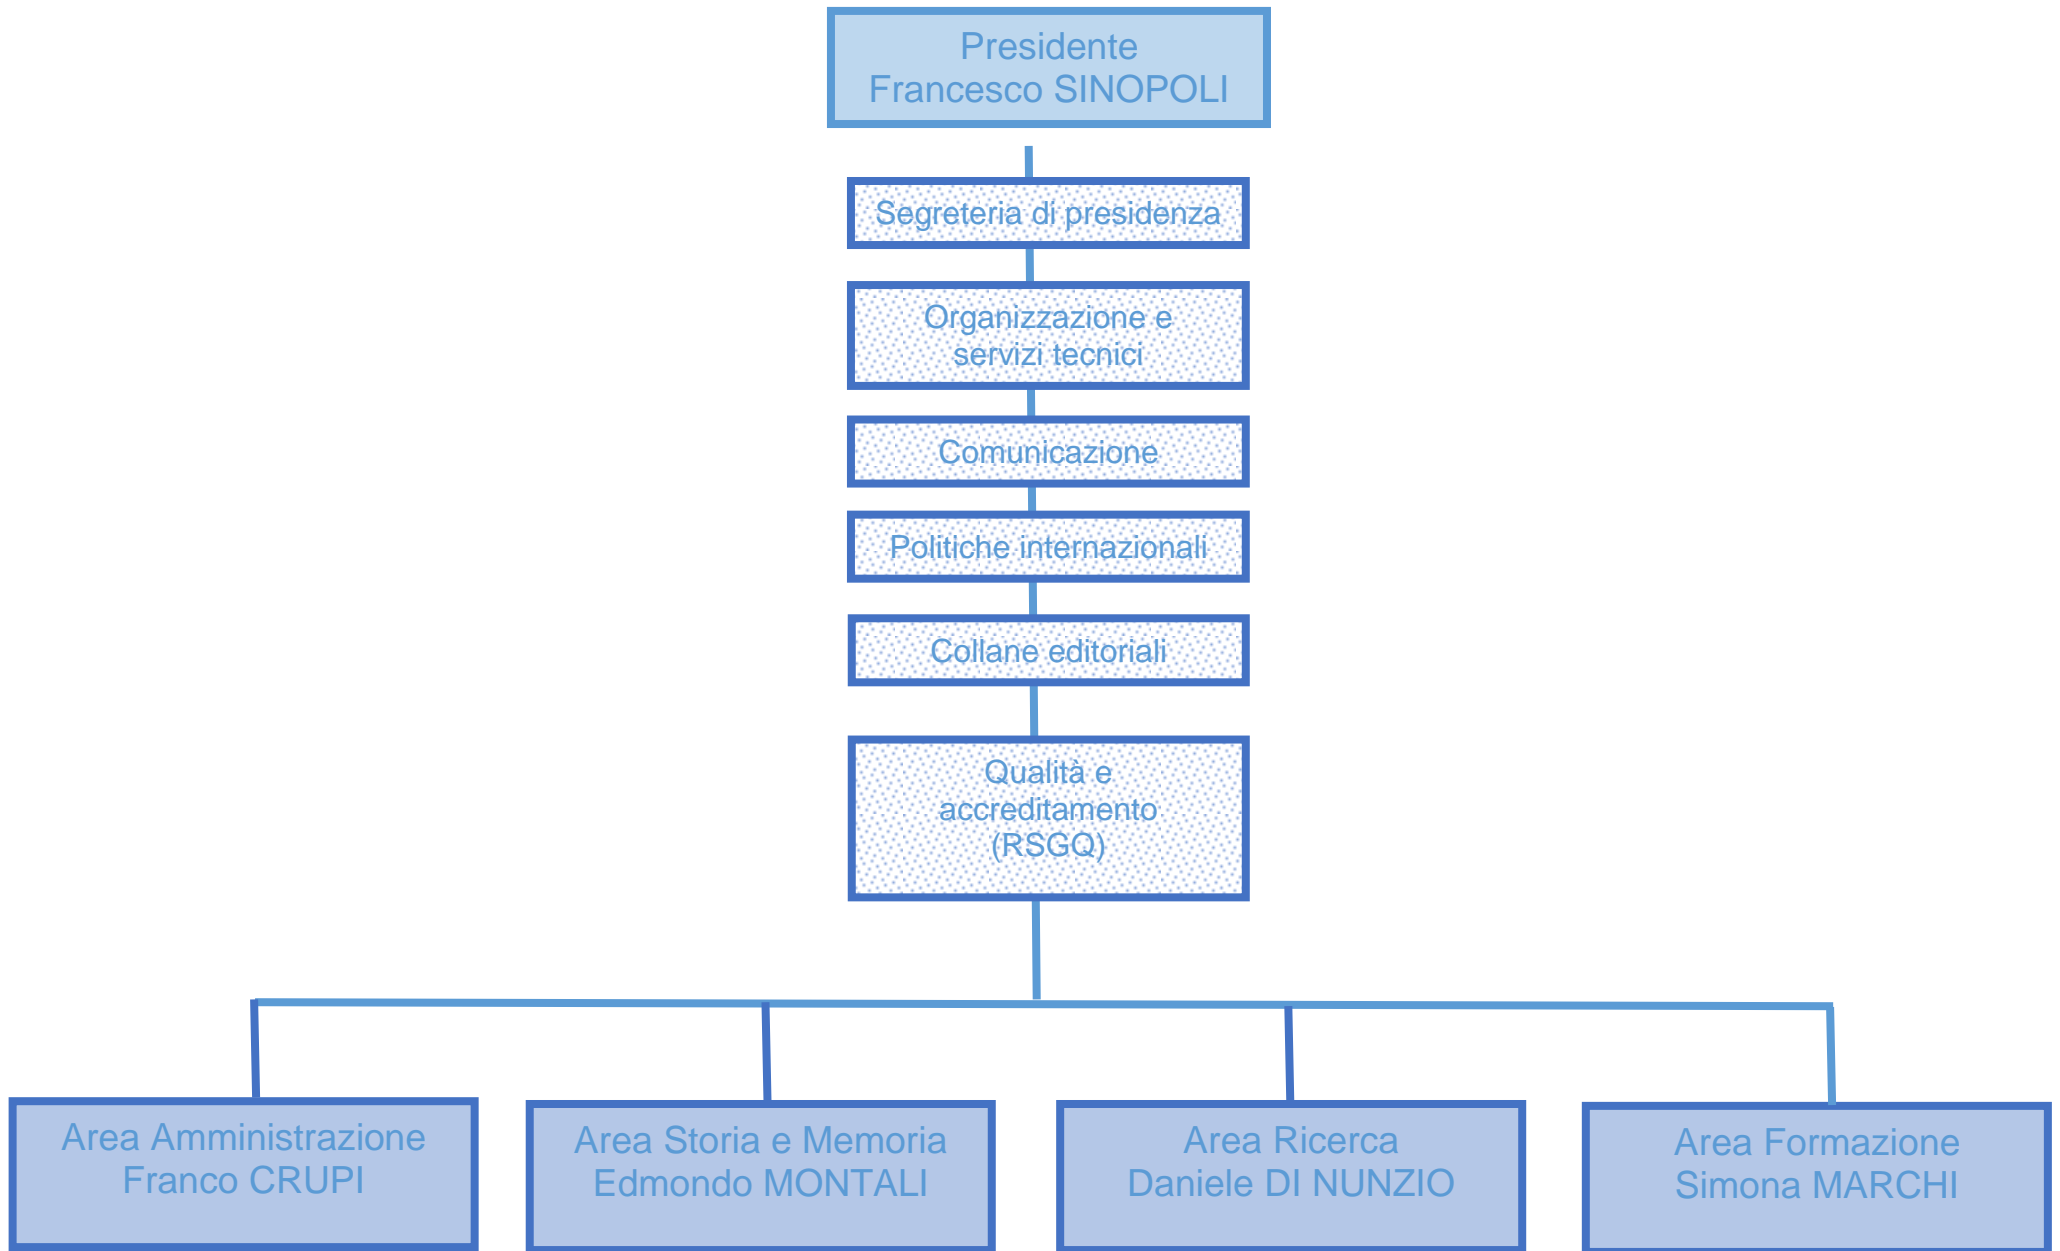 Presidente
Francesco SINOPOLI
Segreteria di presidenza
Organizzazione e
servizi tecnici
Comunicazione
Politiche internazionali
Collane editoriali
Qualità e
accreditamento
(RSGQ)
Area Amministrazione
Franco CRUPI
Area Storia e Memoria
Edmondo MONTALI
Area Ricerca
Daniele DI NUNZIO
Area Formazione
Simona MARCHI